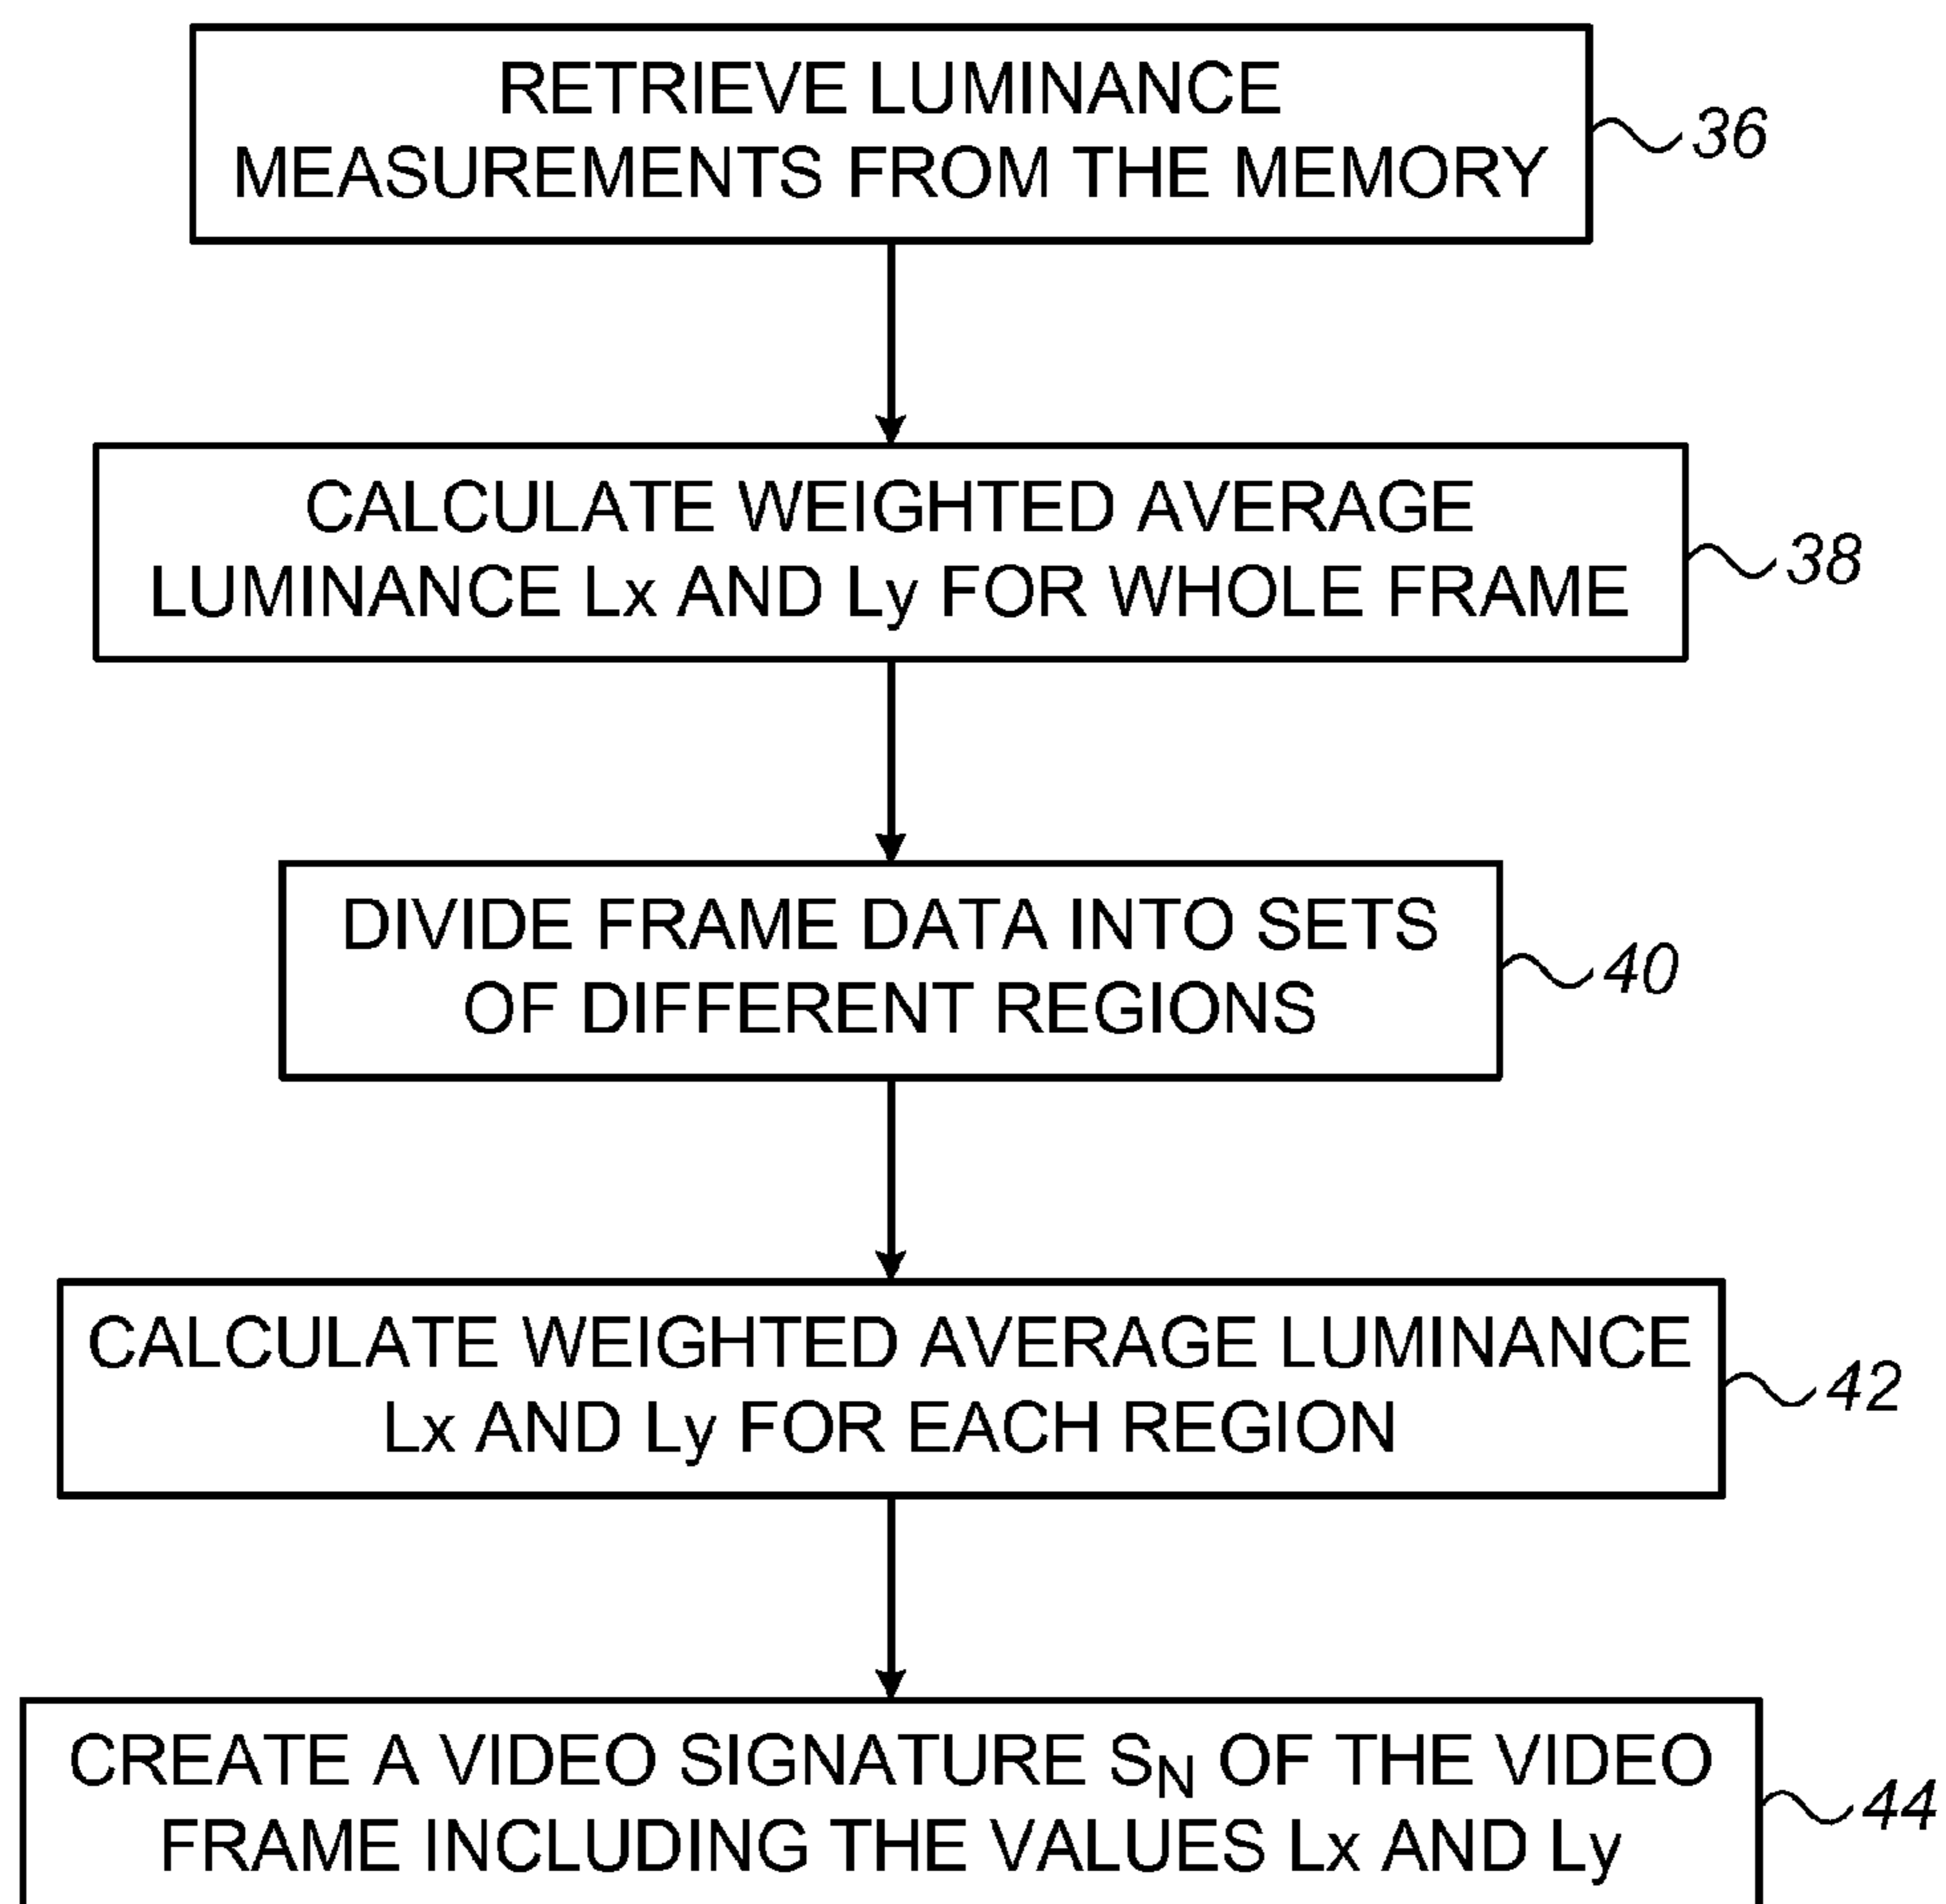 RETRIEVE LUMINANCE
MEASUREMENTS FROM THE MEMORY
36
CALCULATE WEIGHTED AVERAGE
LUMINANCE Lx AND Ly FOR WHOLE FRAME
38
DIVIDE FRAME DATA INTO SETS
OF DIFFERENT REGIONS
40
CALCULATE WEIGHTED AVERAGE LUMINANCE
Lx AND Ly FOR EACH REGION
42
CREATE A VIDEO SIGNATURE SN OF THE VIDEO
FRAME INCLUDING THE VALUES Lx AND Ly
44